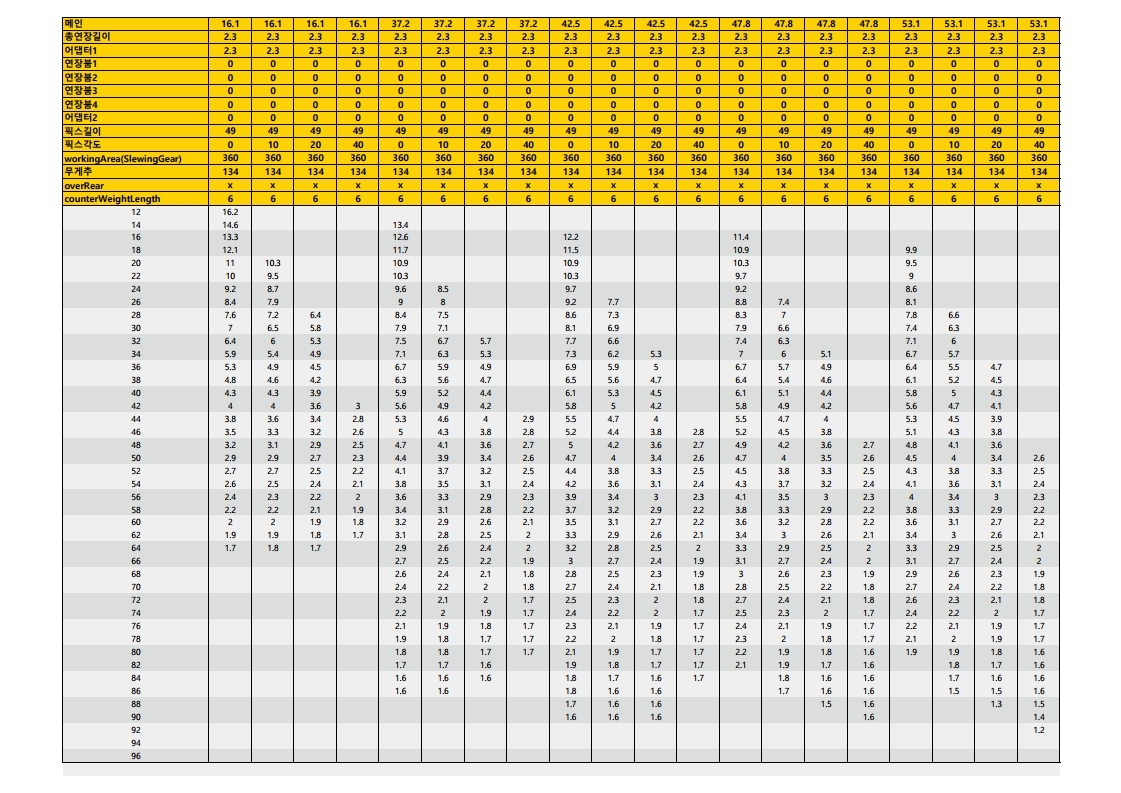 메인 16.1 16.1 16.1 16.1 37.2 37.2 37.2 37.2 42.5 42.5 42.5 42.5 47.8 47.8 47.8 47.8 53.1 53.1 53.1 53.1
총연장길이 2.3 2.3 2.3 2.3 2.3 2.3 2.3 2.3 2.3 2.3 2.3 2.3 2.3 2.3 2.3 2.3 2.3 2.3 2.3 2.3
어댑터1 2.3 2.3 2.3 2.3 2.3 2.3 2.3 2.3 2.3 2.3 2.3 2.3 2.3 2.3 2.3 2.3 2.3 2.3 2.3 2.3
연장붐1 0 0 0 0 0 0 0 0 0 0 0 0 0 0 0 0 0 0 0 0
연장붐2 0 0 0 0 0 0 0 0 0 0 0 0 0 0 0 0 0 0 0 0
연장붐3 0 0 0 0 0 0 0 0 0 0 0 0 0 0 0 0 0 0 0 0
연장붐4 0 0 0 0 0 0 0 0 0 0 0 0 0 0 0 0 0 0 0 0
어댑터2 0 0 0 0 0 0 0 0 0 0 0 0 0 0 0 0 0 0 0 0
픽스길이 49 49 49 49 49 49 49 49 49 49 49 49 49 49 49 49 49 49 49 49
픽스각도 0 10 20 40 0 10 20 40 0 10 20 40 0 10 20 40 0 10 20 40
workingArea(SlewingGear) 360 360 360 360 360 360 360 360 360 360 360 360 360 360 360 360 360 360 360 360
무게추 134 134 134 134 134 134 134 134 134 134 134 134 134 134 134 134 134 134 134 134
overRear x x x x x x x x x x x x x x x x x x x x
counterWeightLength 6 6 6 6 6 6 6 6 6 6 6 6 6 6 6 6 6 6 6 6
12 16.2
14 14.6 13.4
16 13.3 12.6 12.2 11.4
18 12.1 11.7 11.5 10.9 9.9
20 11 10.3 10.9 10.9 10.3 9.5
22 10 9.5 10.3 10.3 9.7 9
24 9.2 8.7 9.6 8.5 9.7 9.2 8.6
26 8.4 7.9 9 8 9.2 7.7 8.8 7.4 8.1
28 7.6 7.2 6.4 8.4 7.5 8.6 7.3 8.3 7 7.8 6.6
30 7 6.5 5.8 7.9 7.1 8.1 6.9 7.9 6.6 7.4 6.3
32 6.4 6 5.3 7.5 6.7 5.7 7.7 6.6 7.4 6.3 7.1 6
34 5.9 5.4 4.9 7.1 6.3 5.3 7.3 6.2 5.3 7 6 5.1 6.7 5.7
36 5.3 4.9 4.5 6.7 5.9 4.9 6.9 5.9 5 6.7 5.7 4.9 6.4 5.5 4.7
38 4.8 4.6 4.2 6.3 5.6 4.7 6.5 5.6 4.7 6.4 5.4 4.6 6.1 5.2 4.5
40 4.3 4.3 3.9 5.9 5.2 4.4 6.1 5.3 4.5 6.1 5.1 4.4 5.8 5 4.3
42 4 4 3.6 3 5.6 4.9 4.2 5.8 5 4.2 5.8 4.9 4.2 5.6 4.7 4.1
44 3.8 3.6 3.4 2.8 5.3 4.6 4 2.9 5.5 4.7 4 5.5 4.7 4 5.3 4.5 3.9
46 3.5 3.3 3.2 2.6 5 4.3 3.8 2.8 5.2 4.4 3.8 2.8 5.2 4.5 3.8 5.1 4.3 3.8
48 3.2 3.1 2.9 2.5 4.7 4.1 3.6 2.7 5 4.2 3.6 2.7 4.9 4.2 3.6 2.7 4.8 4.1 3.6
50 2.9 2.9 2.7 2.3 4.4 3.9 3.4 2.6 4.7 4 3.4 2.6 4.7 4 3.5 2.6 4.5 4 3.4 2.6
52 2.7 2.7 2.5 2.2 4.1 3.7 3.2 2.5 4.4 3.8 3.3 2.5 4.5 3.8 3.3 2.5 4.3 3.8 3.3 2.5
54 2.6 2.5 2.4 2.1 3.8 3.5 3.1 2.4 4.2 3.6 3.1 2.4 4.3 3.7 3.2 2.4 4.1 3.6 3.1 2.4
56 2.4 2.3 2.2 2 3.6 3.3 2.9 2.3 3.9 3.4 3 2.3 4.1 3.5 3 2.3 4 3.4 3 2.3
58 2.2 2.2 2.1 1.9 3.4 3.1 2.8 2.2 3.7 3.2 2.9 2.2 3.8 3.3 2.9 2.2 3.8 3.3 2.9 2.2
60 2 2 1.9 1.8 3.2 2.9 2.6 2.1 3.5 3.1 2.7 2.2 3.6 3.2 2.8 2.2 3.6 3.1 2.7 2.2
62 1.9 1.9 1.8 1.7 3.1 2.8 2.5 2 3.3 2.9 2.6 2.1 3.4 3 2.6 2.1 3.4 3 2.6 2.1
64 1.7 1.8 1.7 2.9 2.6 2.4 2 3.2 2.8 2.5 2 3.3 2.9 2.5 2 3.3 2.9 2.5 2
66 2.7 2.5 2.2 1.9 3 2.7 2.4 1.9 3.1 2.7 2.4 2 3.1 2.7 2.4 2
68 2.6 2.4 2.1 1.8 2.8 2.5 2.3 1.9 3 2.6 2.3 1.9 2.9 2.6 2.3 1.9
70 2.4 2.2 2 1.8 2.7 2.4 2.1 1.8 2.8 2.5 2.2 1.8 2.7 2.4 2.2 1.8
72 2.3 2.1 2 1.7 2.5 2.3 2 1.8 2.7 2.4 2.1 1.8 2.6 2.3 2.1 1.8
74 2.2 2 1.9 1.7 2.4 2.2 2 1.7 2.5 2.3 2 1.7 2.4 2.2 2 1.7
76 2.1 1.9 1.8 1.7 2.3 2.1 1.9 1.7 2.4 2.1 1.9 1.7 2.2 2.1 1.9 1.7
78 1.9 1.8 1.7 1.7 2.2 2 1.8 1.7 2.3 2 1.8 1.7 2.1 2 1.9 1.7
80 1.8 1.8 1.7 1.7 2.1 1.9 1.7 1.7 2.2 1.9 1.8 1.6 1.9 1.9 1.8 1.6
82 1.7 1.7 1.6 1.9 1.8 1.7 1.7 2.1 1.9 1.7 1.6 1.8 1.7 1.6
84 1.6 1.6 1.6 1.8 1.7 1.6 1.7 1.8 1.6 1.6 1.7 1.6 1.6
86 1.6 1.6 1.8 1.6 1.6 1.7 1.6 1.6 1.5 1.5 1.6
88 1.7 1.6 1.6 1.5 1.6 1.3 1.5
90 1.6 1.6 1.6 1.6 1.4
92 1.2
94
96